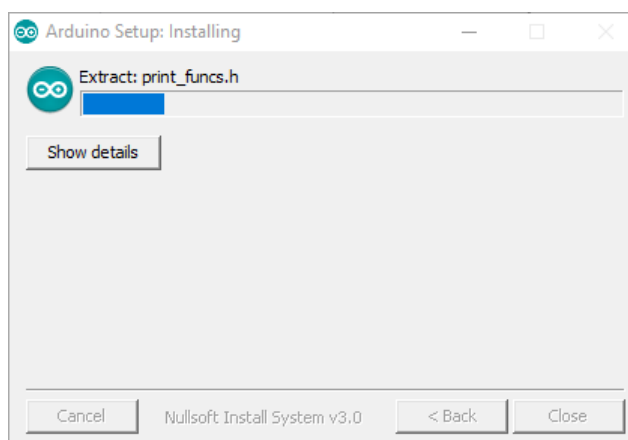 Arduino Setup: Installing
Extract: print_funcs.h
Show details
Cancel Nullsoft Install System v3.0 < Back Close